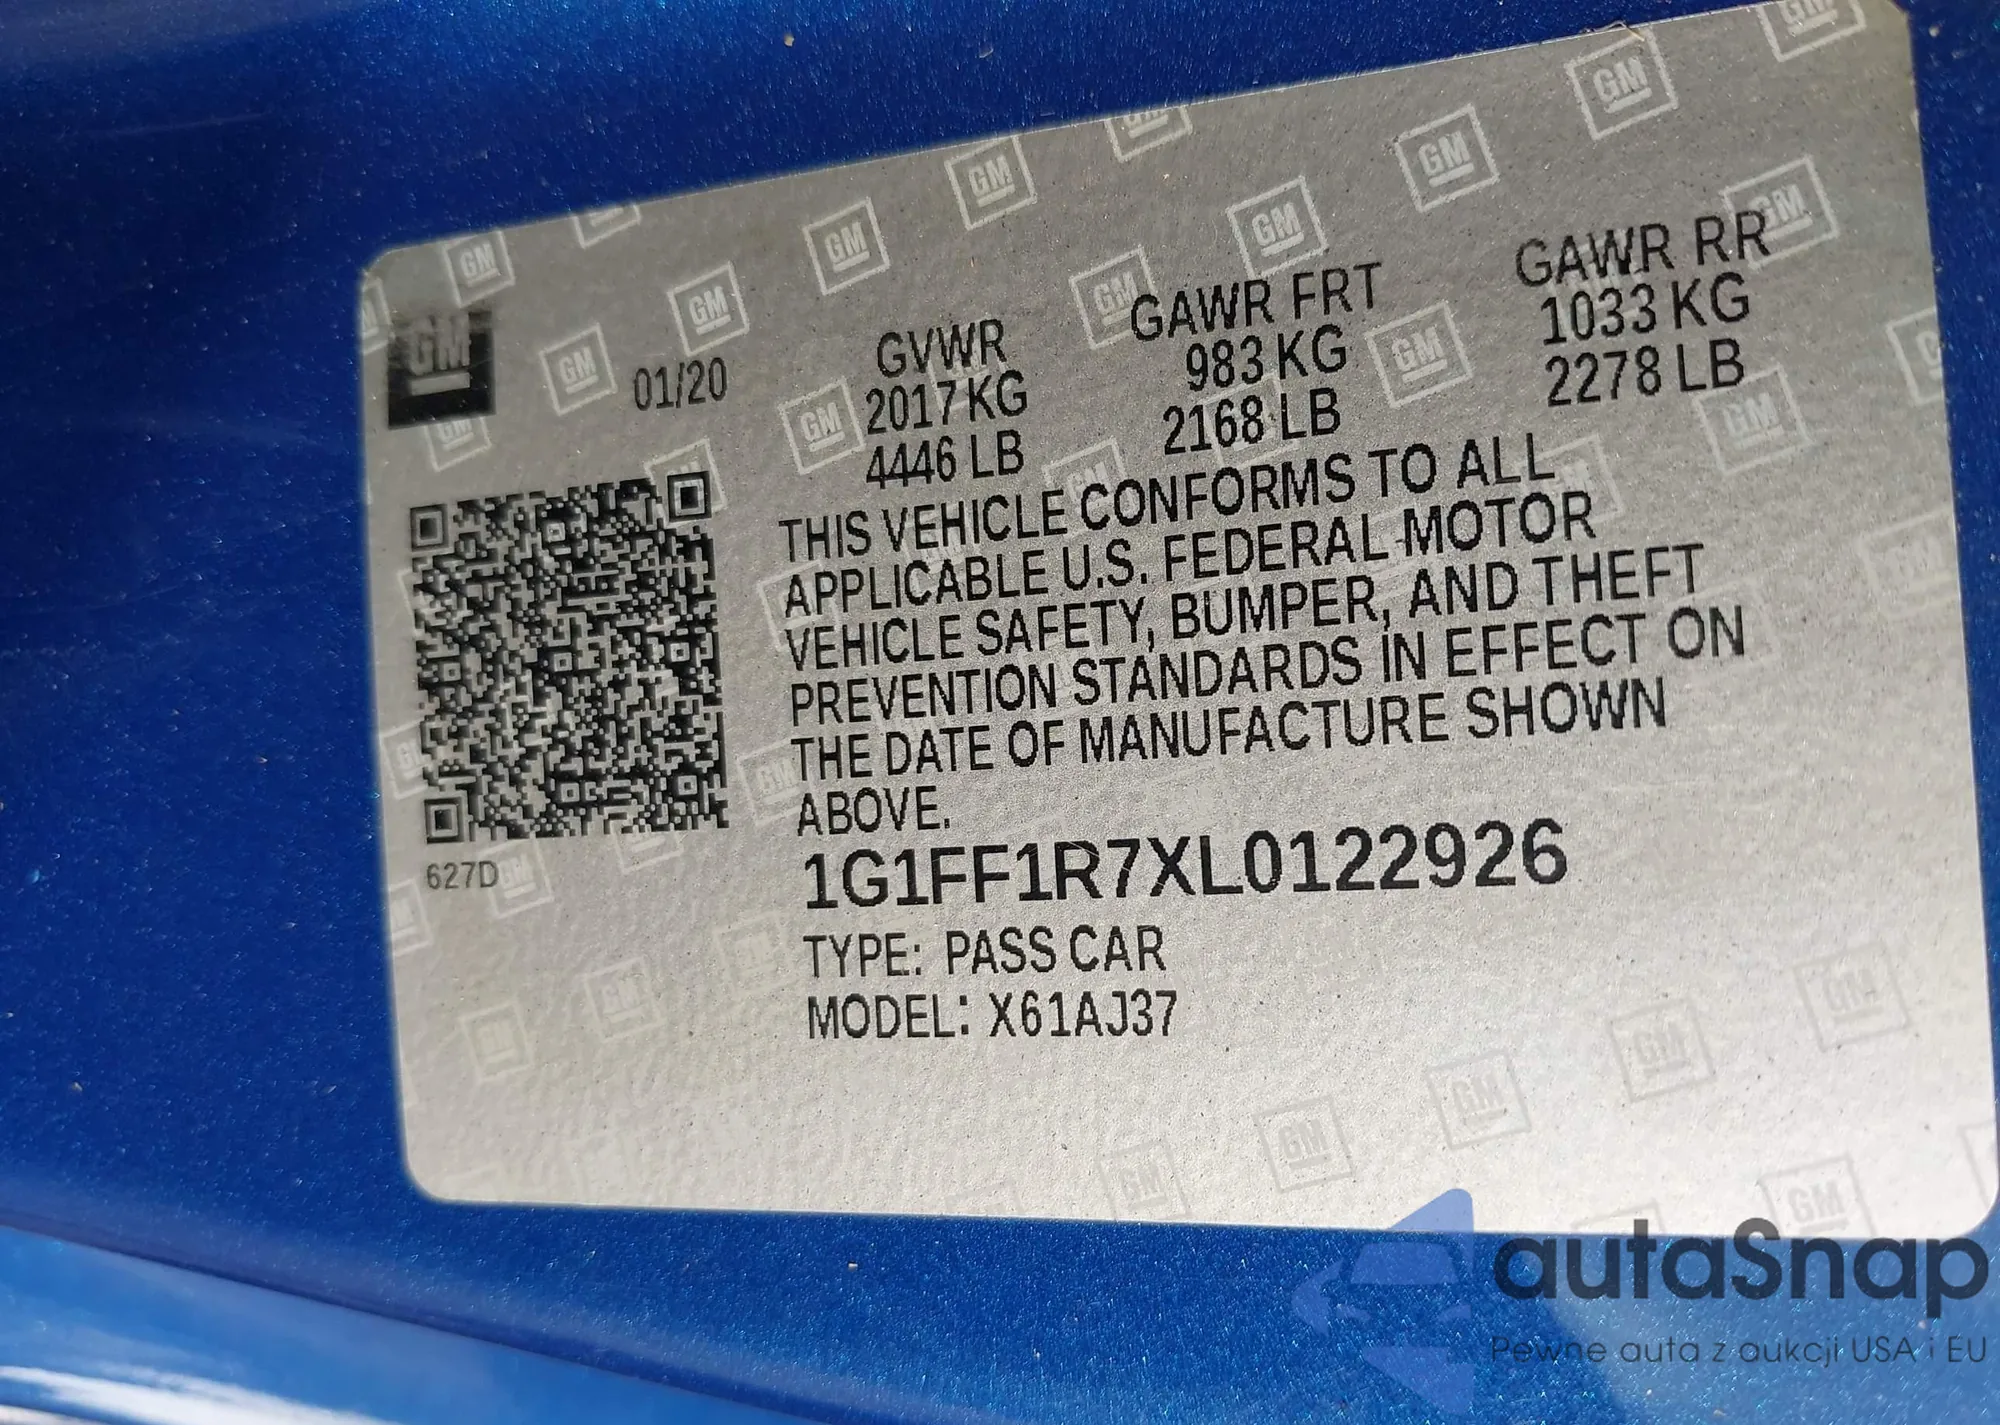 GM
01/20
GVWR
2017 KG
4446 LB
GAWR FRT
983 KG
2168 LB
GAWR RR
1033 KG
2278 LB
THIS VEHICLE CONFORMS TO ALL
APPLICABLE U.S. FEDERAL MOTOR
VEHICLE SAFETY, BUMPER, AND THEFT
PREVENTION STANDARDS IN EFFECT ON
THE DATE OF MANUFACTURE SHOWN
ABOVE.
627D
1G1FF1R7XL0122926
TYPE: PASS CAR
MODEL: X61AJ37
autaSnap
Pewne auta z aukcji USA i EU